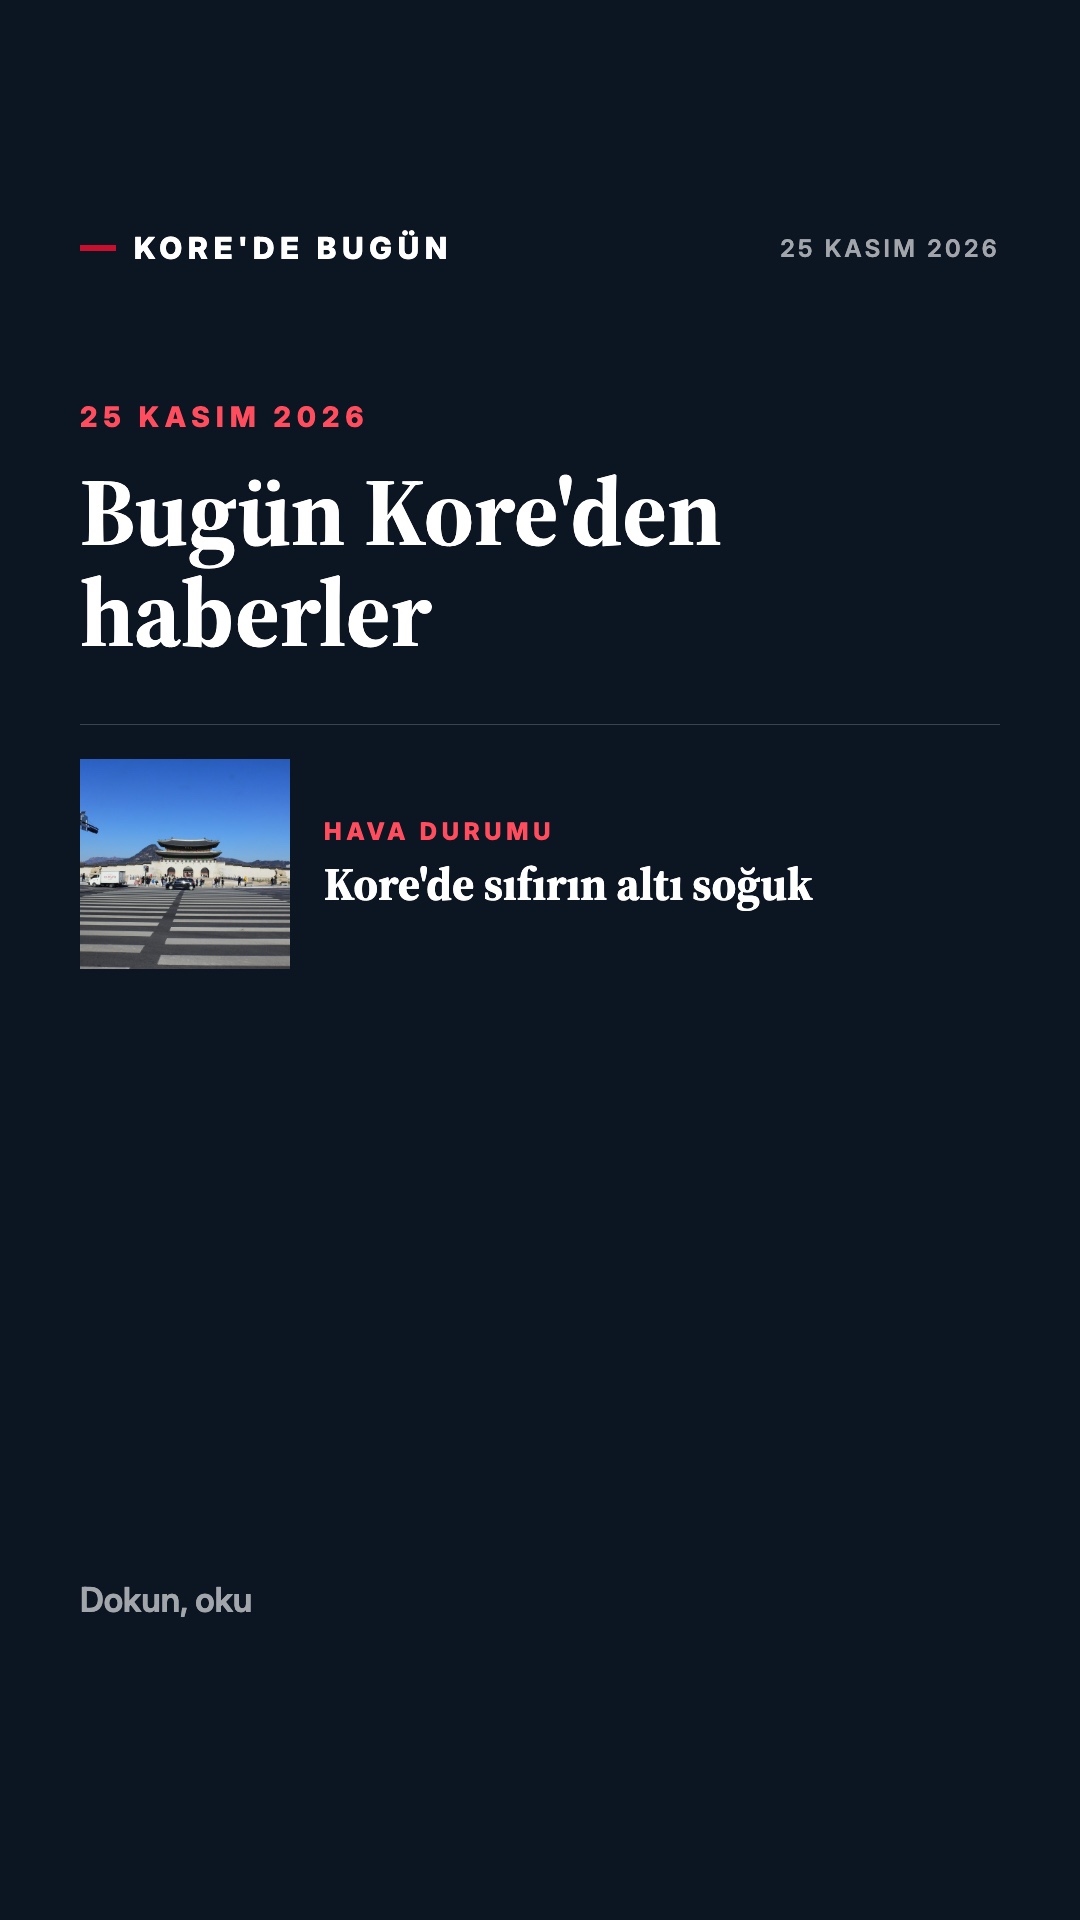 KORE'DE BUGÜN
25 KASIM 2026
25 KASIM 2026
Bugün Kore'den
haberler
HAVA DURUMU
Kore'de sıfırın altı soğuk
Dokun, oku